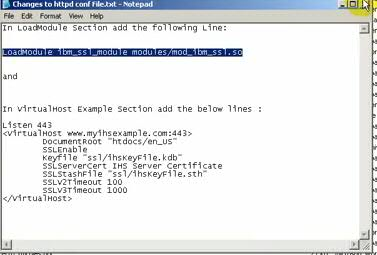 Changes to httpd conf File.txt - Notepad
File Edit Format View Help
In LoadModule Section add the following Line:
LoadModule ibm_ssl_module modules/mod_ibm_ssl.so
and
In VirtualHost Example Section add the below lines :
Listen 443
<VirtualHost www.myihsexample.com:443>
DocumentRoot "htdocs/en_US"
SSLEnable
Keyfile "ssl/ihsKeyFile.kdb"
SSLServerCert IHS Server Certificate
SSLStashFile "ssl/ihsKeyFile.sth"
SSLV2Timeout 100
SSLV3Timeout 1000
</VirtualHost>